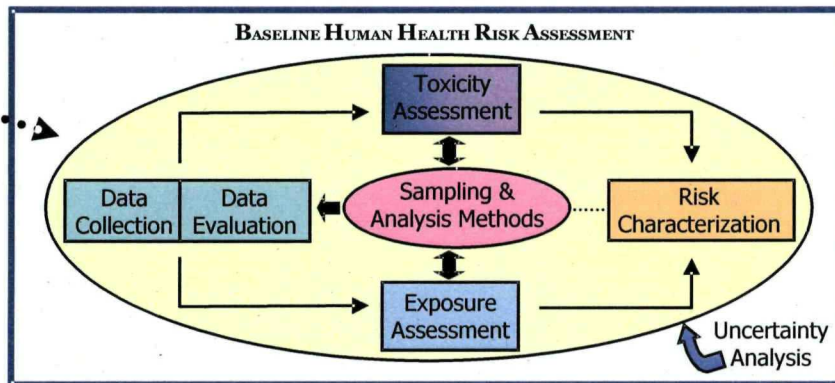 BASELINE HUMAN HEALTH RISK ASSESSMENT
Toxicity
Assessment
Data
Collection
Data
Evaluation
Sampling &
Analysis Methods
Risk
Characterization
Exposure
Assessment
Uncertainty
Analysis